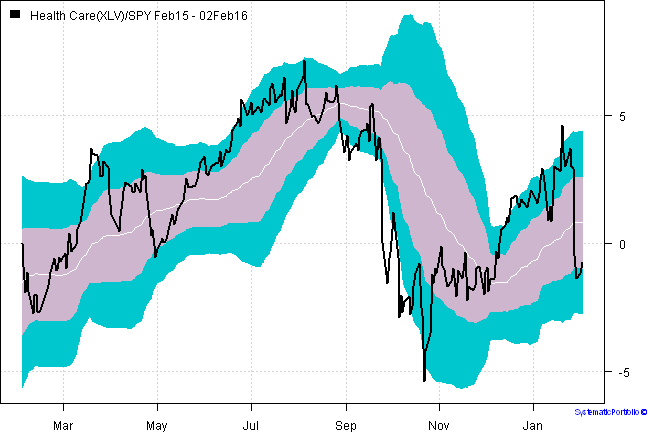 Health Care(XLV)/SPY Feb15 - 02Feb16
5
0
-5
Mar May Jul Sep Nov Jan
SystematicPortfolio ©